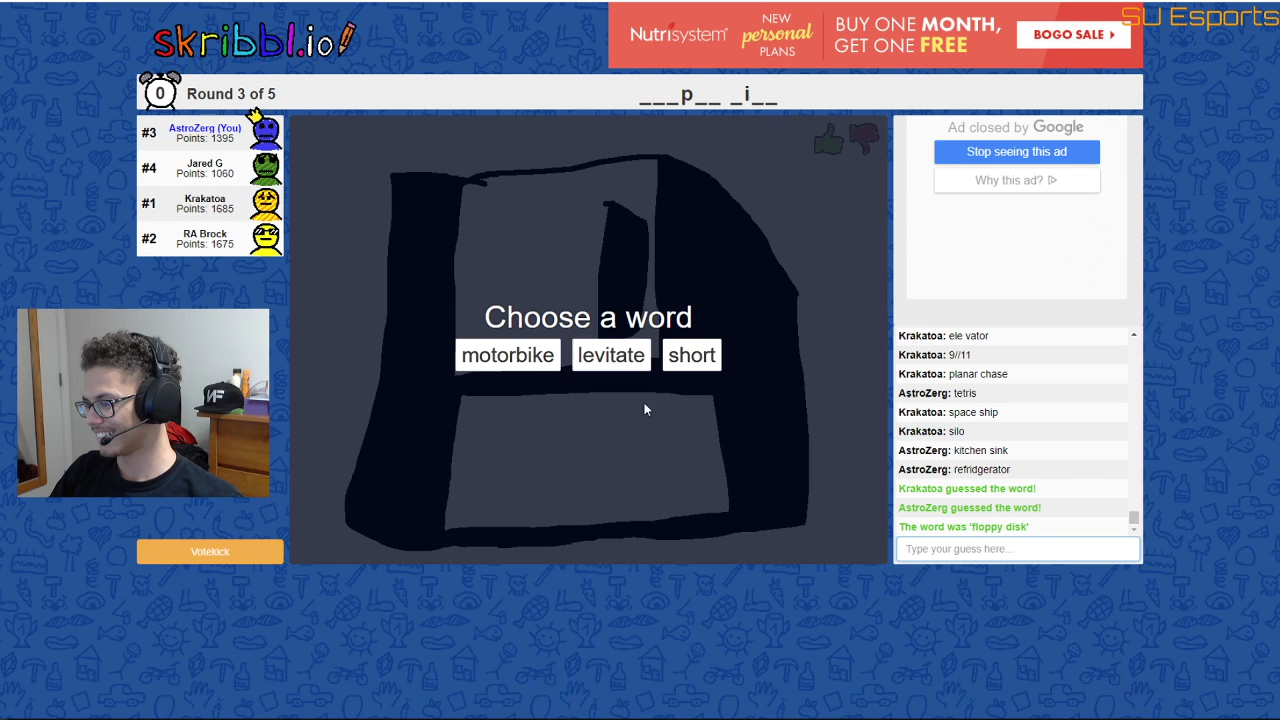 SU Esports
skribbl.io
Nutrisystem®
NEW
personal
PLANS
BUY ONE MONTH,
GET ONE FREE
BOGO SALE
0
Round 3 of 5
___p__ _i__
#3
AstroZerg (You)
Points: 1395
#4
Jared G
Points: 1060
#1
Krakatoa
Points: 1685
#2
RA Brock
Points: 1675
Votekick
Choose a word
motorbike levitate short
Ad closed by Google
Stop seeing this ad
Why this ad?
Krakatoa: ele vator
Krakatoa: 9//11
Krakatoa: planar chase
AstroZerg: tetris
Krakatoa: space ship
Krakatoa: silo
AstroZerg: kitchen sink
AstroZerg: refridgerator
Krakatoa guessed the word!
AstroZerg guessed the word!
The word was 'floppy disk'
Type your guess here...